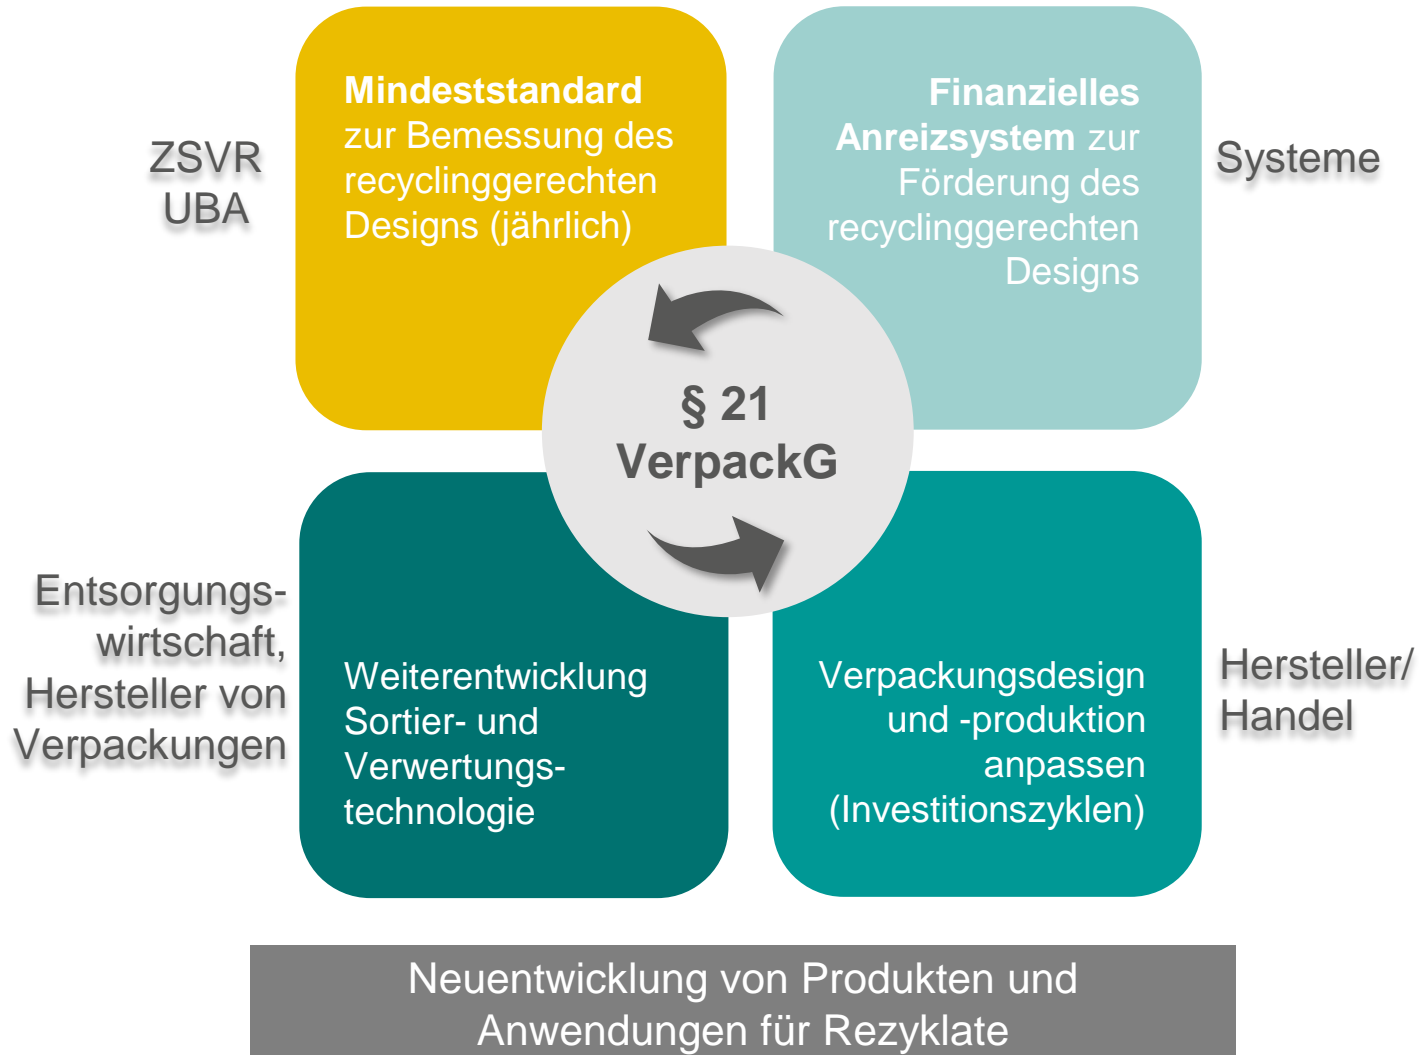 ZSVR
UBA
Mindeststandard
zur Bemessung des
recyclinggerechten
Designs (jährlich)
Finanzielles
Anreizsystem zur
Förderung des
recyclinggerechten
Designs
Systeme
§ 21
VerpackG
Entsorgungs-
wirtschaft,
Hersteller von
Verpackungen
Weiterentwicklung
Sortier- und
Verwertungs-
technologie
Verpackungsdesign
und -produktion
anpassen
(Investitionszyklen)
Hersteller/
Handel
Neuentwicklung von Produkten und
Anwendungen für Rezyklate